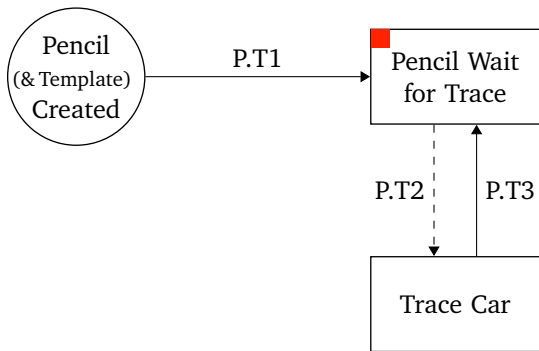 Pencil
(& Template)
Created
P.T1
Pencil Wait
for Trace
P.T2
P.T3
Trace Car